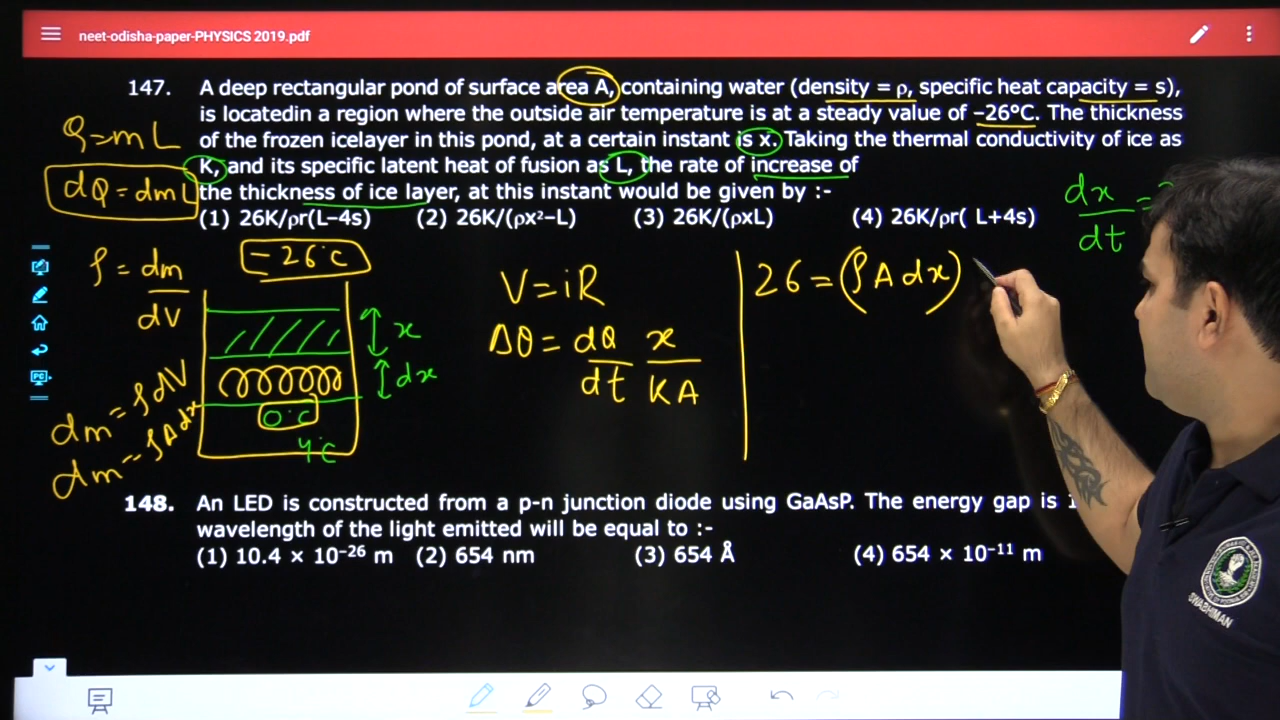 neet-odisha-paper-PHYSICS 2019.pdf
147. A deep rectangular pond of surface area A, containing water (density = ρ, specific heat capacity = s),
is locatedin a region where the outside air temperature is at a steady value of –26°C. The thickness
of the frozen icelayer in this pond, at a certain instant is x. Taking the thermal conductivity of ice as
K, and its specific latent heat of fusion as L, the rate of increase of
the thickness of ice layer, at this instant would be given by :-
(1) 26K/ρr(L–4s) (2) 26K/(ρx²–L) (3) 26K/(ρxL) (4) 26K/ρr( L+4s)
Q=mL
dQ = dm L
ρ = dm/dV
dm = ρdV
dm = ρA dx
-26°C
x
dx
0°C
4°C
V = iR
Δθ = dQ/dt x/KA
26 = (ρ A dx)
dx/dt =
148. An LED is constructed from a p-n junction diode using GaAsP. The energy gap is
wavelength of the light emitted will be equal to :-
(1) 10.4 × 10⁻²⁶ m (2) 654 nm (3) 654 Å (4) 654 × 10⁻¹¹ m
PC
SWABHIMAN